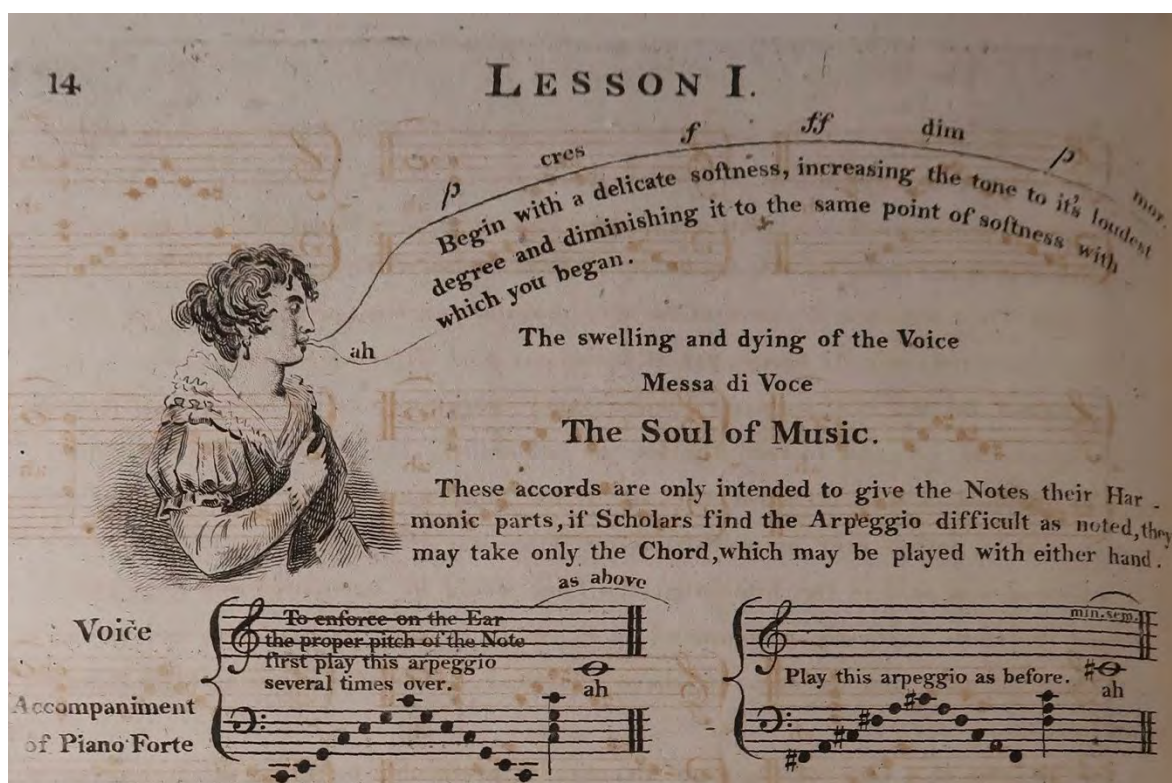 14
LESSON I.
p cres f ff dim p mor.
Begin with a delicate softness, increasing the tone to it's loudest
degree and diminishing it to the same point of softness with
which you began.
ah
The swelling and dying of the Voice
Messa di Voce
The Soul of Music.
These accords are only intended to give the Notes their Har-
monic parts, if Scholars find the Arpeggio difficult as noted, they
may take only the Chord, which may be played with either hand.
as above
Voice
To enforce on the Ear
the proper pitch of the Note
first play this arpeggio
several times over.
ah
min. sem.
Play this arpeggio as before.
ah
Accompaniment
of Piano Forte